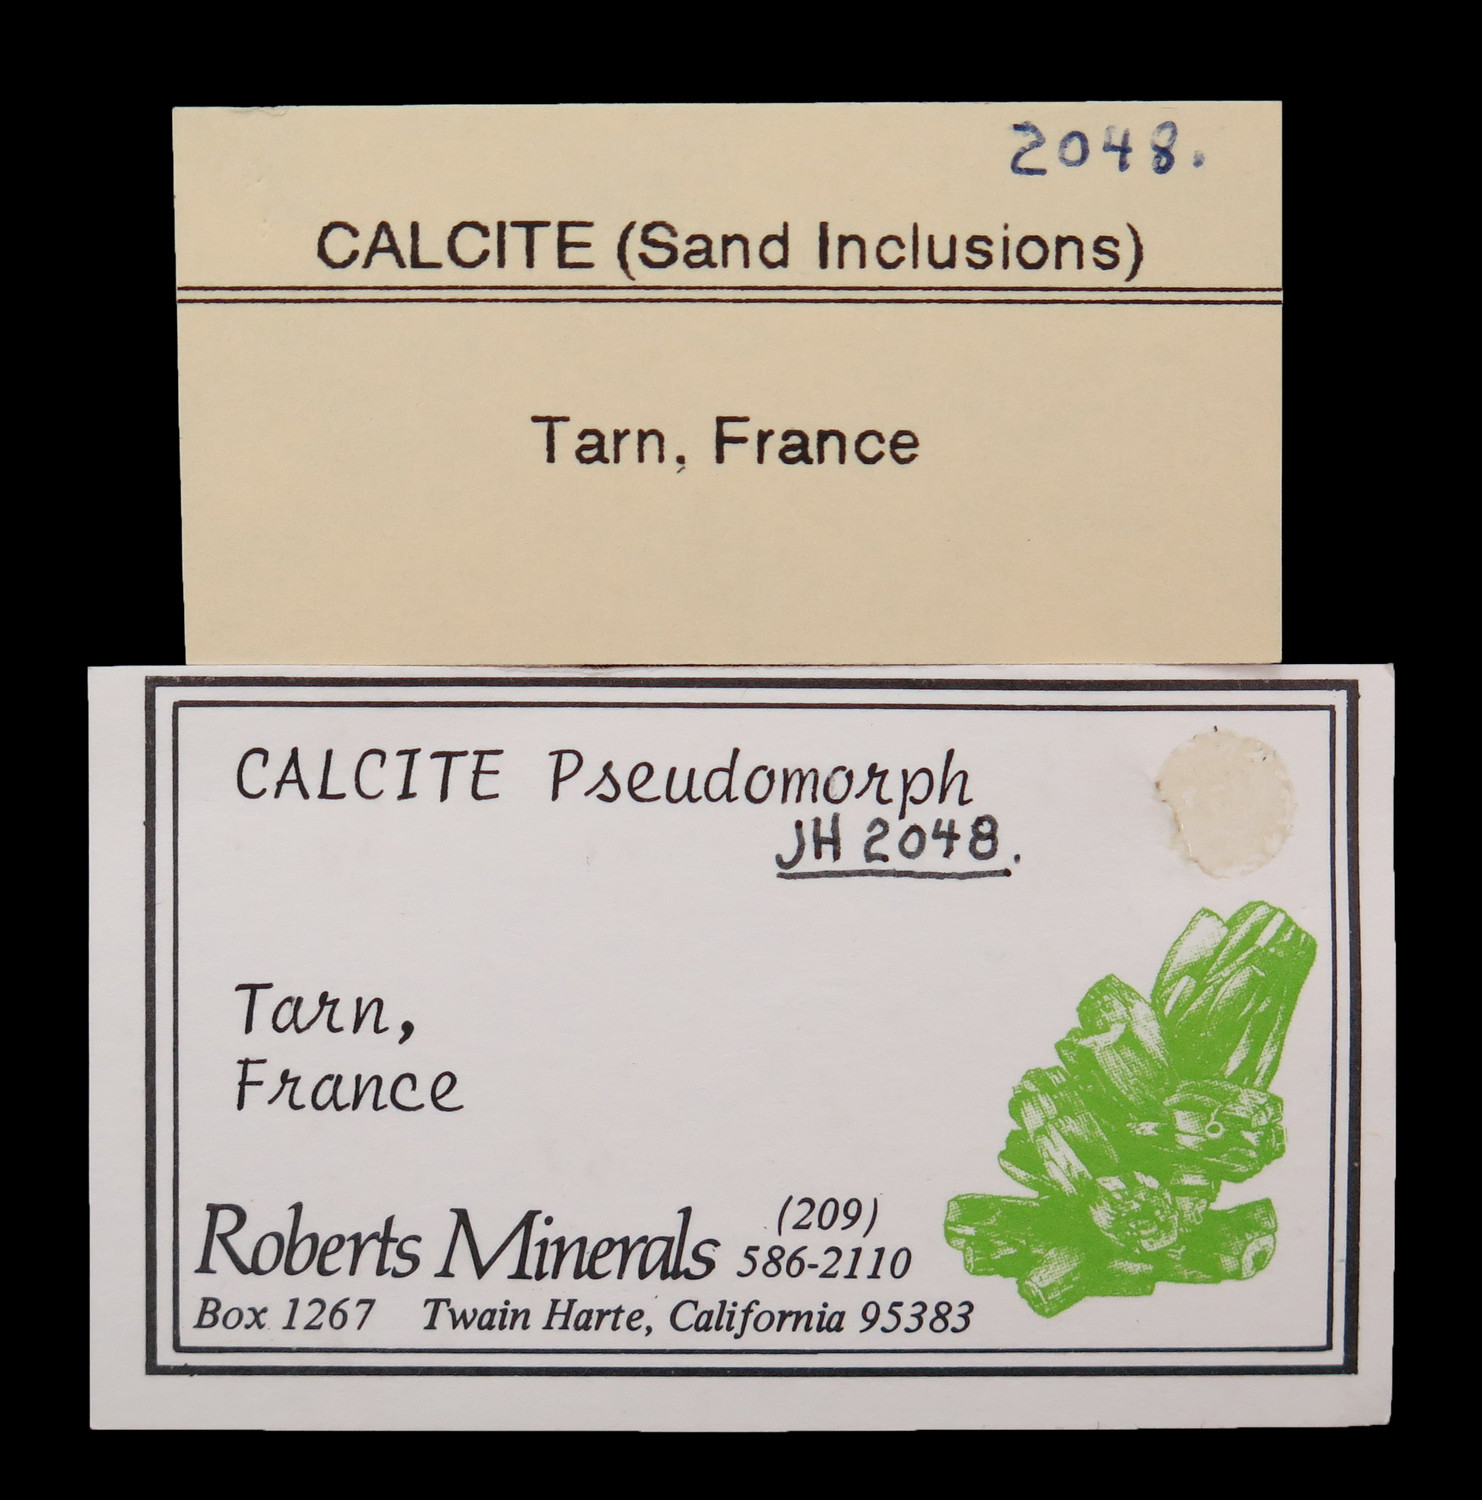 2048.
CALCITE (Sand Inclusions)
Tarn, France
CALCITE Pseudomorph
JH 2048.
Tarn,
France
Roberts Minerals (209)
586-2110
Box 1267 Twain Harte, California 95383